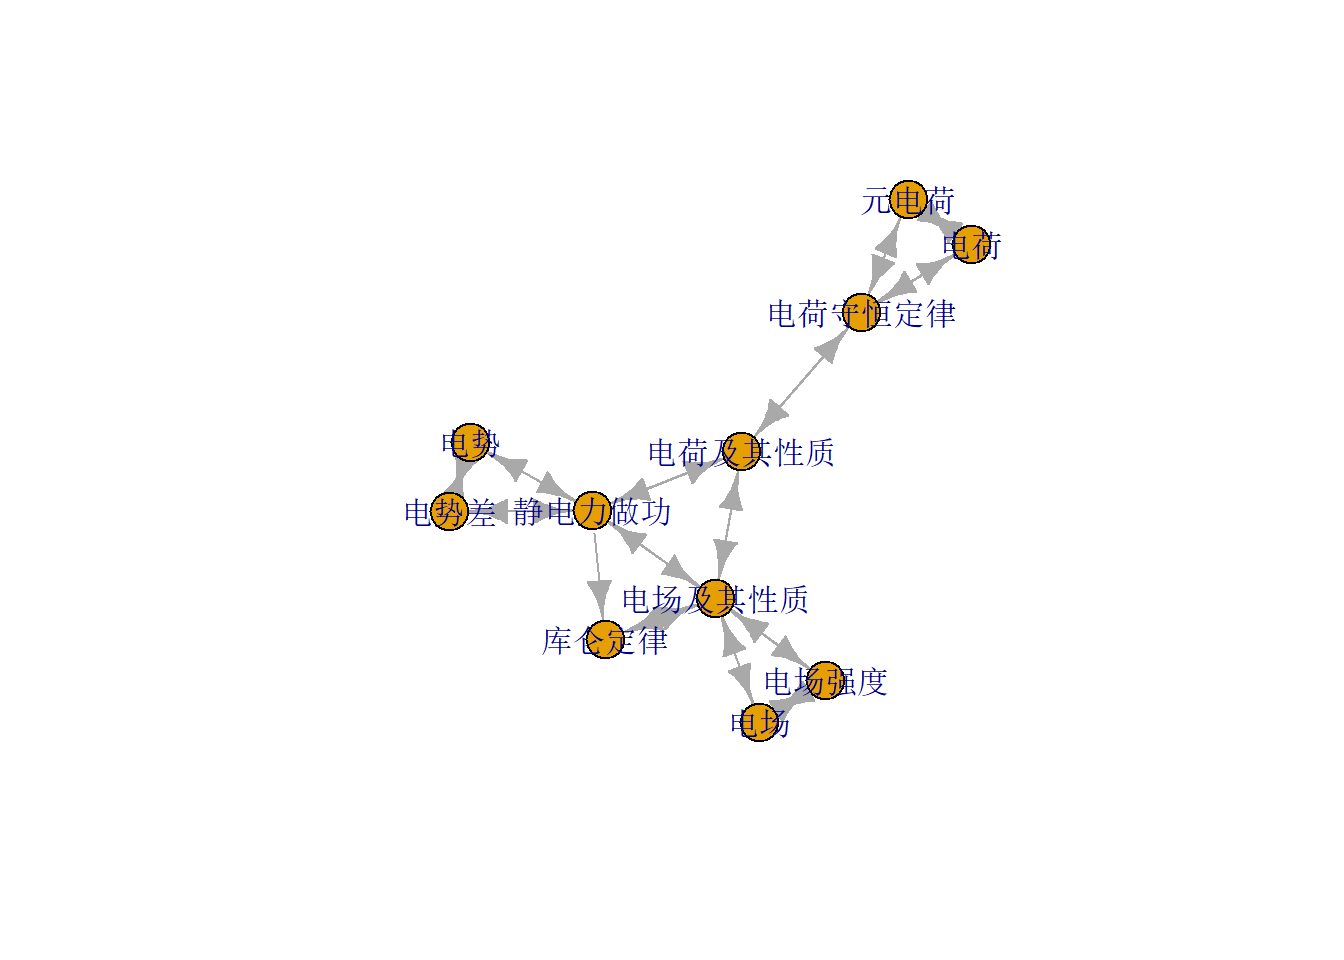 元电荷
电荷
电荷守恒定律
电势
电荷及其性质
电势差
静电力做功
电场及其性质
库仑定律
电场强度
电场